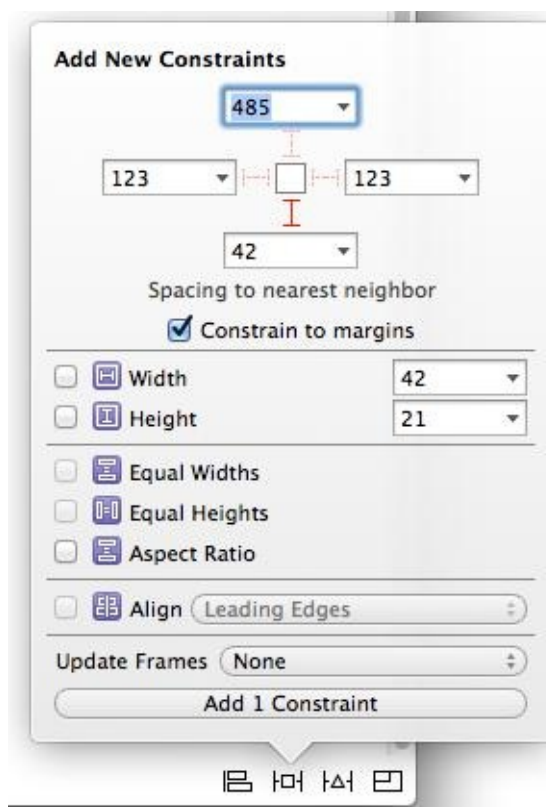 Add New Constraints
485
123 123
42
Spacing to nearest neighbor
Constrain to margins
Width 42
Height 21
Equal Widths
Equal Heights
Aspect Ratio
Align Leading Edges
Update Frames None
Add 1 Constraint